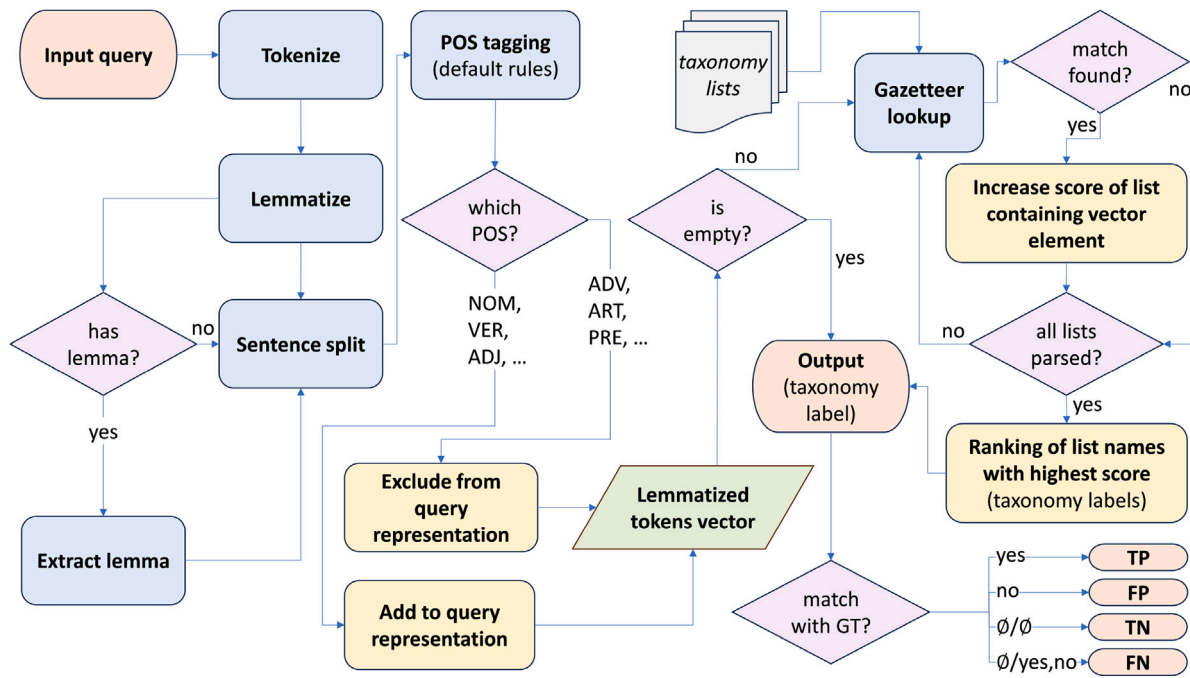 Input query
Tokenize
POS tagging
(default rules)
taxonomy
lists
Gazetteer
lookup
match
found?
no
yes
Lemmatize
which
POS?
no
is
empty?
Increase score of list
containing vector
element
yes
NOM,
VER,
ADJ, ...
ADV,
ART,
PRE, ...
has
lemma?
no
Sentence split
no
all lists
parsed?
Output
(taxonomy
label)
yes
yes
Ranking of list names
with highest score
(taxonomy labels)
Exclude from
query
representation
Lemmatized
tokens vector
Extract lemma
Add to query
representation
match
with GT?
yes
TP
no
FP
Ø/Ø
TN
Ø/yes,no
FN